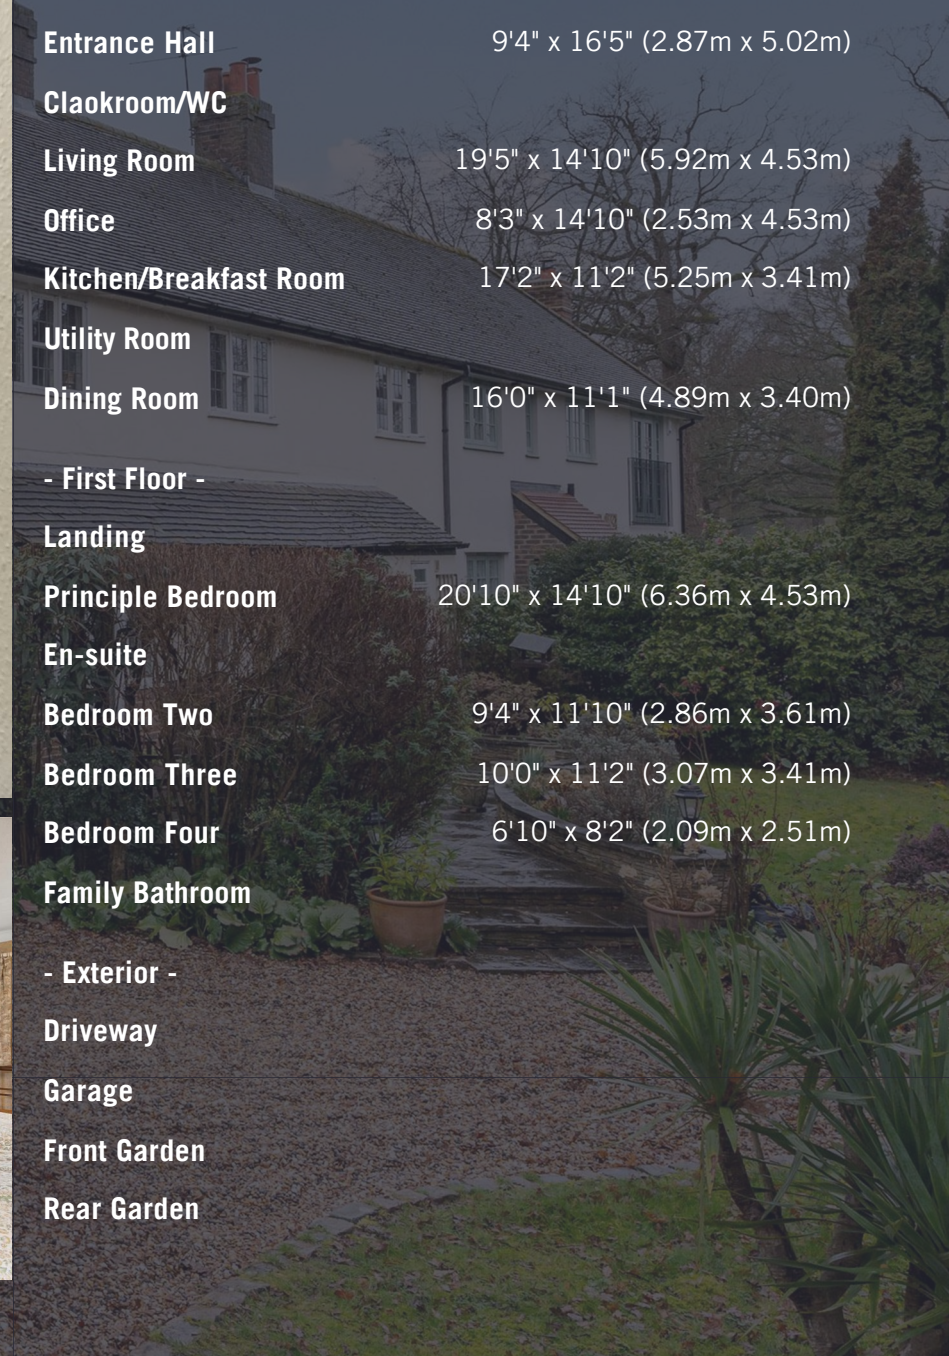 Entrance Hall 9'4" x 16'5" (2.87m x 5.02m)
Claokroom/WC
Living Room 19'5" x 14'10" (5.92m x 4.53m)
Office 8'3" x 14'10" (2.53m x 4.53m)
Kitchen/Breakfast Room 17'2" x 11'2" (5.25m x 3.41m)
Utility Room
Dining Room 16'0" x 11'1" (4.89m x 3.40m)
- First Floor -
Landing
Principle Bedroom 20'10" x 14'10" (6.36m x 4.53m)
En-suite
Bedroom Two 9'4" x 11'10" (2.86m x 3.61m)
Bedroom Three 10'0" x 11'2" (3.07m x 3.41m)
Bedroom Four 6'10" x 8'2" (2.09m x 2.51m)
Family Bathroom
- Exterior -
Driveway
Garage
Front Garden
Rear Garden